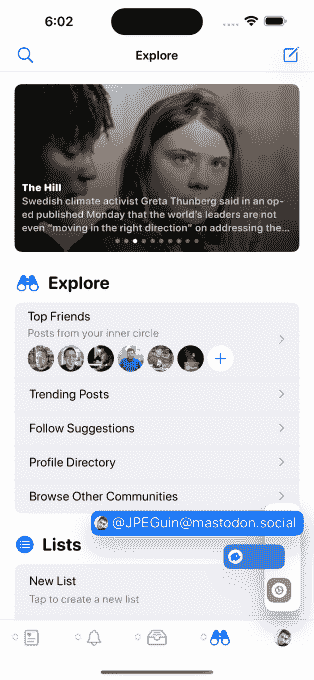 6:02
Explore
The Hill
Swedish climate activist Greta Thunberg said in an op-
ed published Monday that the world's leaders are not
even "moving in the right direction" on addressing the...
Explore
Top Friends
Posts from your inner circle
Trending Posts
Follow Suggestions
Profile Directory
Browse Other Communities
@JPEGuin@mastodon.social
Lists
New List
Tap to create a new list